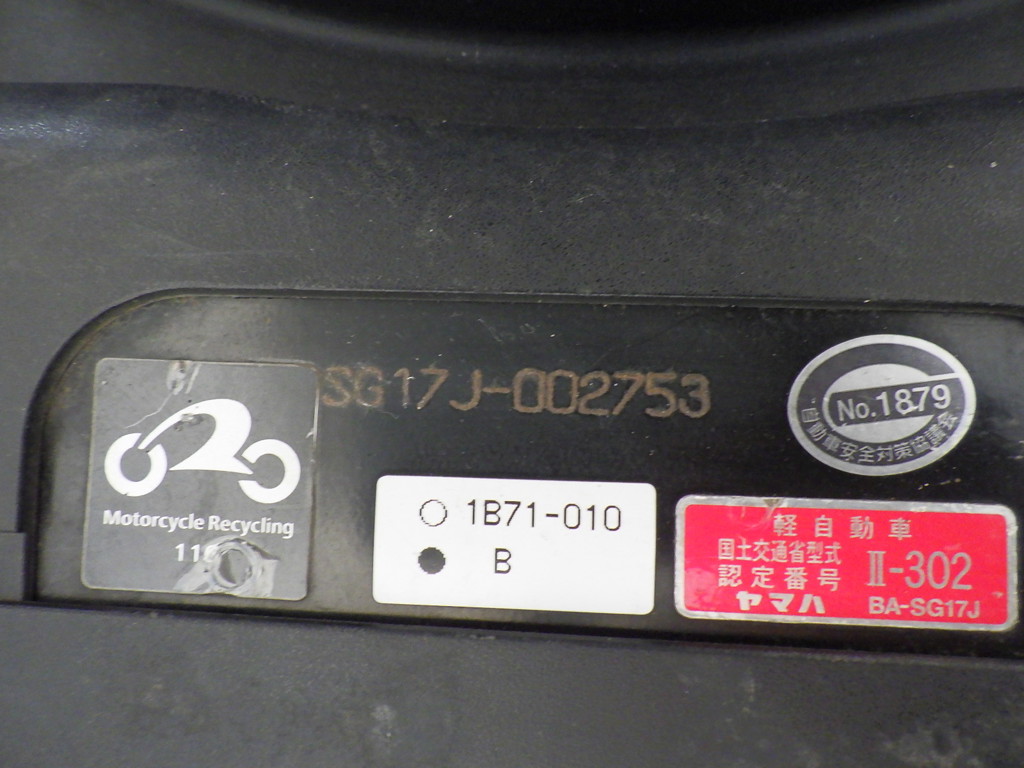 SG17J-002753
No.1879
自動車安全対策協議会
Motorcycle Recycling
1B71-010
B
軽自動車
国土交通省型式
認定番号 Ⅱ-302
ヤマハ BA-SG17J